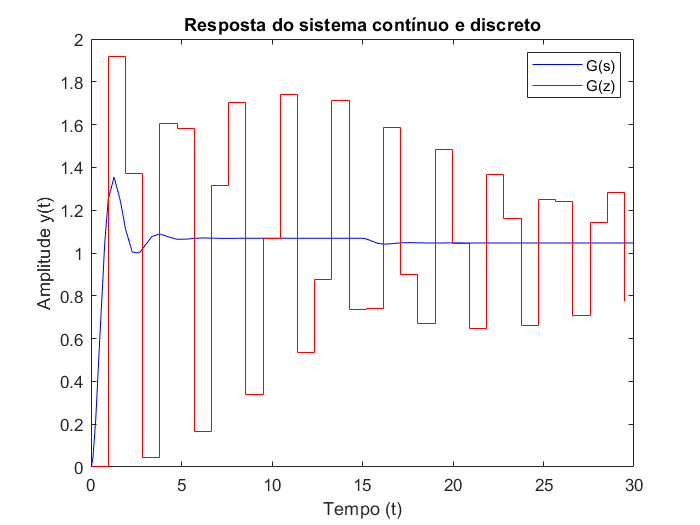 Resposta do sistema contínuo e discreto
G(s)
G(z)
Amplitude y(t)
2
1.8
1.6
1.4
1.2
1
0.8
0.6
0.4
0.2
0
0 5 10 15 20 25 30
Tempo (t)